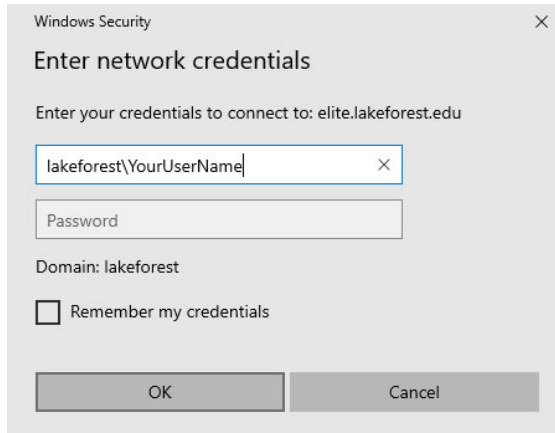 Windows Security
Enter network credentials
Enter your credentials to connect to: elite.lakeforest.edu
lakeforest\YourUserName
Password
Domain: lakeforest
Remember my credentials
OK
Cancel